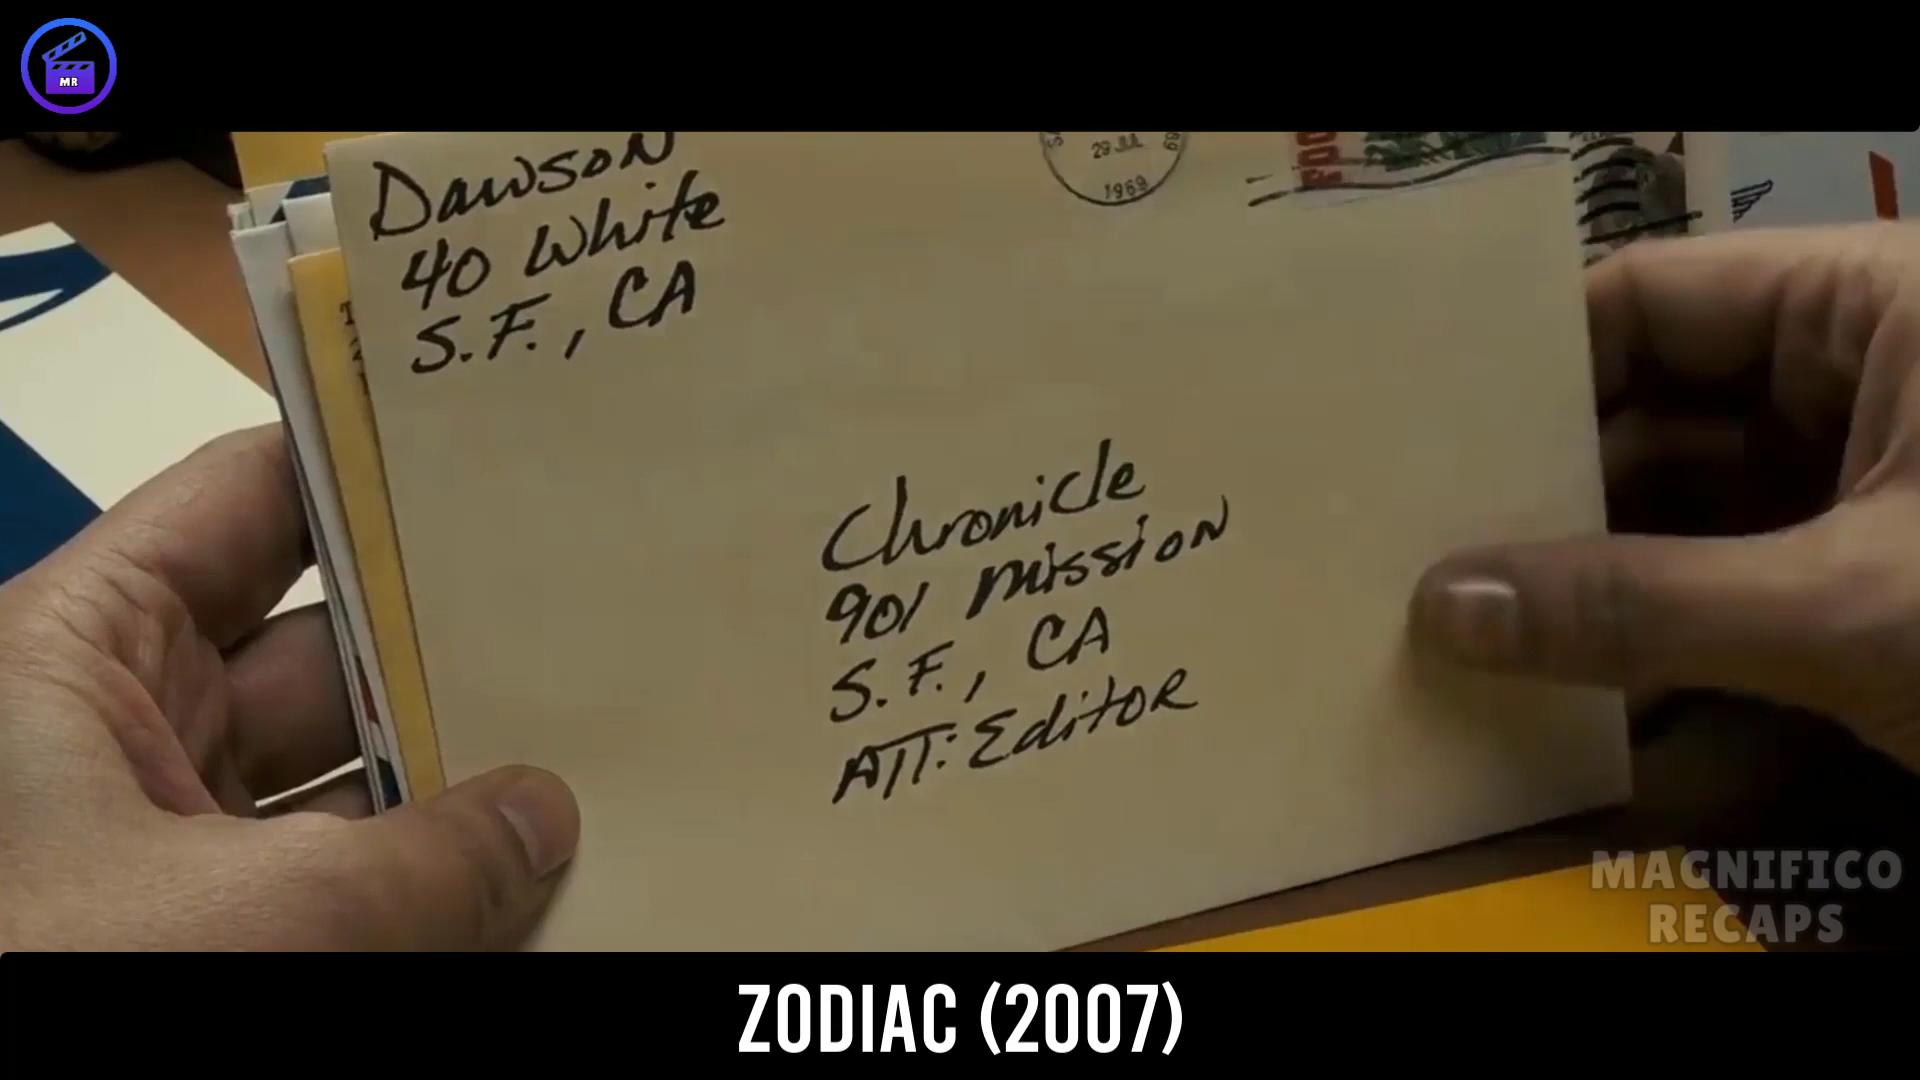 MR
Dawson
40 White
S.F., CA
29 JUL
1969
Chronicle
901 Mission
S.F., CA
ATT: Editor
MAGNIFICO
RECAPS
ZODIAC (2007)